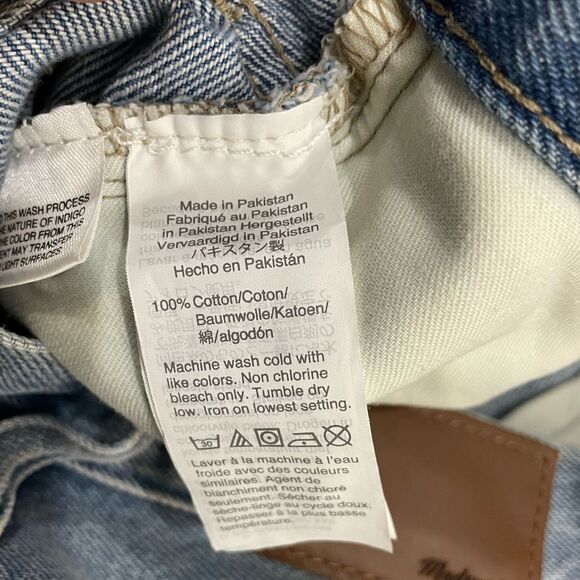 THIS WASH PROCESS
NATURE OF INDIGO
COLOR FROM THIS
MAY TRANSFER
LIGHT SURFACES
Made in Pakistan
Fabriqué au Pakistan
in Pakistan Hergestellt
Vervaardigd in Pakistan
パキスタン製
Hecho en Pakistán
100% Cotton/Coton/
Baumwolle/Katoen/
綿/algodón
Machine wash cold with
like colors. Non chlorine
bleach only. Tumble dry
low. Iron on lowest setting.
30
Laver à la machine à l'eau
froide avec des couleurs
similaires. Agent de
blanchiment non chloré
seulement. Sécher au
sèche-linge au cycle doux;
Repasser à la plus basse
température.